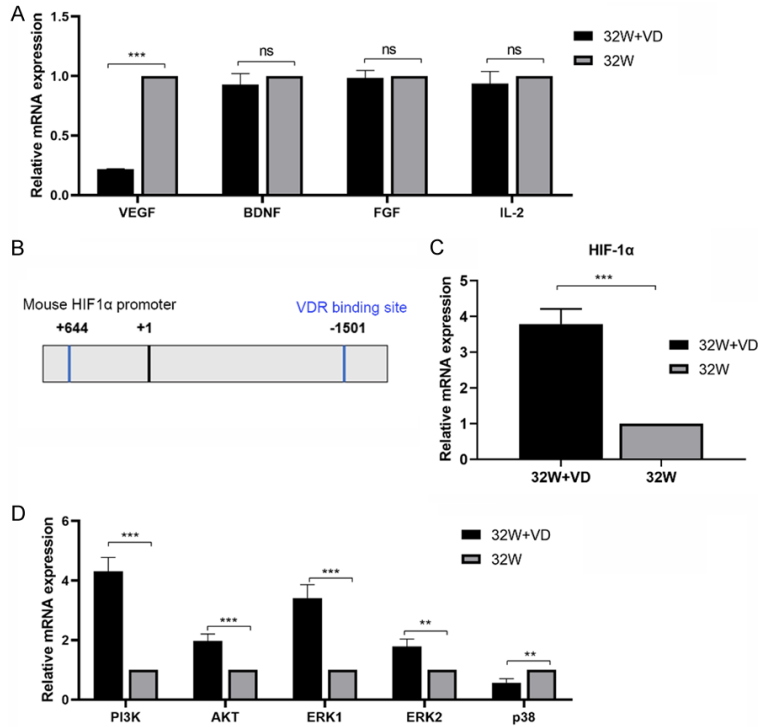 A
Relative mRNA expression
1.5
1.0
0.5
0.0
***
ns
ns
ns
32W+VD
32W
VEGF
BDNF
FGF
IL-2
B
Mouse HIF1α promoter
VDR binding site
+644
+1
-1501
C
HIF-1α
Relative mRNA expression
5
4
3
2
1
0
***
32W+VD
32W
32W+VD
32W
D
Relative mRNA expression
6
4
2
0
***
***
***
**
**
32W+VD
32W
PI3K
AKT
ERK1
ERK2
p38